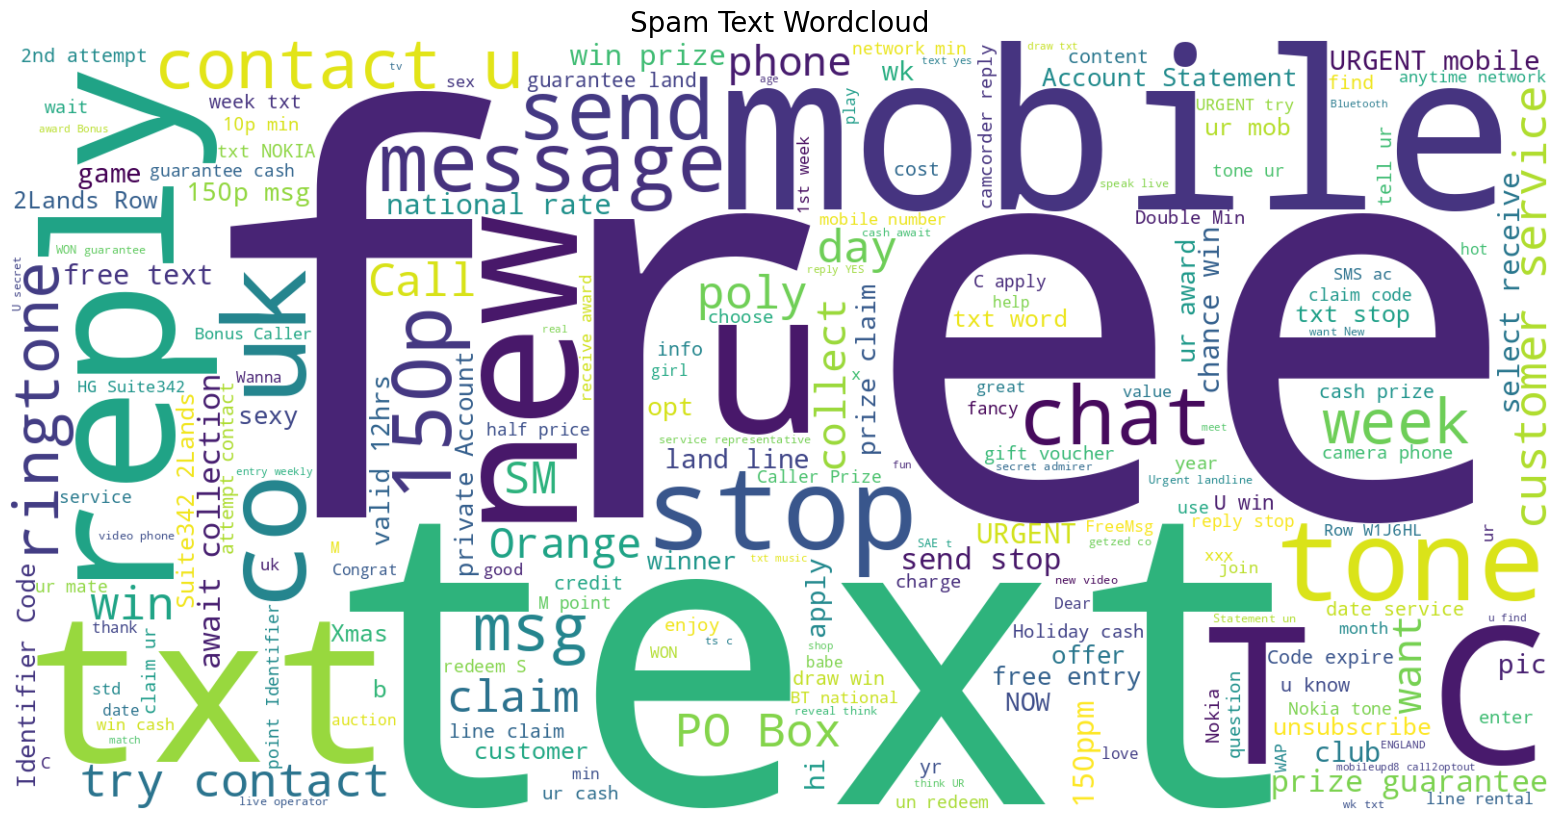 Spam Text Wordcloud
2nd attempt
contact u
tv
sex
win prize
guarantee land
phone
age
network min
text yes
wk
draw txt
content
Account Statement
URGENT mobile
find
anytime network
wait
award Bonus
week txt
10p min
txt NOKIA
send
message
mobile
play
camcorder reply
URGENT try
ur mob
Bluetooth
game
guarantee cash
150p msg
national rate
1st week
cost
speak live
tone ur
tell ur
customer service
2Lands Row
reply
WON guarantee
free text
U secret
ringtone
co
uk
free
new
Call
150p
mobile number
cash await
day
reply YES
Double Min
ur award
chance win
select receive
hot
SMS ac
claim code
txt stop
want New
C apply
help
txt word
poly
choose
u
collect
prize claim
receive award
real
Bonus Caller
Wanna
HG Suite342
sexy
info
girl
x
opt
half price
service representative
land line
Caller Prize
fun
great
fancy
chat
value
gift voucher
secret admirer
meet
Urgent landline
year
cash prize
week
camera phone
entry weekly
valid 12hrs
private Account
SM
stop
service
Suite342 2Lands
attempt contact
await collection
video phone
Identifier Code
ur mate
win
uk
M
Congrat
good
Orange
winner
txt music
credit
M point
SAE t
URGENT
send stop
charge
FreeMsg
getzed co
use
U win
reply stop
xxx
join
Row W1J6HL
ur
tone
new video
Dear
thank
claim ur
point Identifier
Xmas
msg
text
enjoy
WON
ts c
hi
apply
shop
babe
draw win
BT national
reveal think
Holiday cash
offer
free entry
NOW
Statement un
date service
month
u find
T
C
Code expire
want
pic
txt
std
date
win cash
match
b
auction
redeem S
claim
line claim
customer
PO Box
150ppm
love
Nokia
question
u know
Nokia tone
unsubscribe
enter
C
try contact
live operator
min
ur cash
yr
think UR
un redeem
WAP
club
ENGLAND
mobileupd8 call2optout
prize guarantee
wk txt
line rental